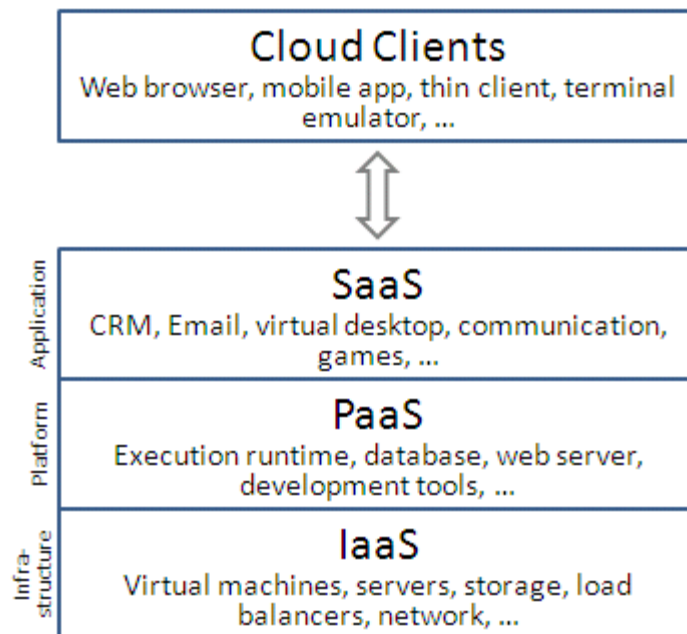 Cloud Clients
Web browser, mobile app, thin client, terminal
emulator, ...
Application
SaaS
CRM, Email, virtual desktop, communication,
games, ...
Platform
PaaS
Execution runtime, database, web server,
development tools, ...
Infra-
structure
IaaS
Virtual machines, servers, storage, load
balancers, network, ...